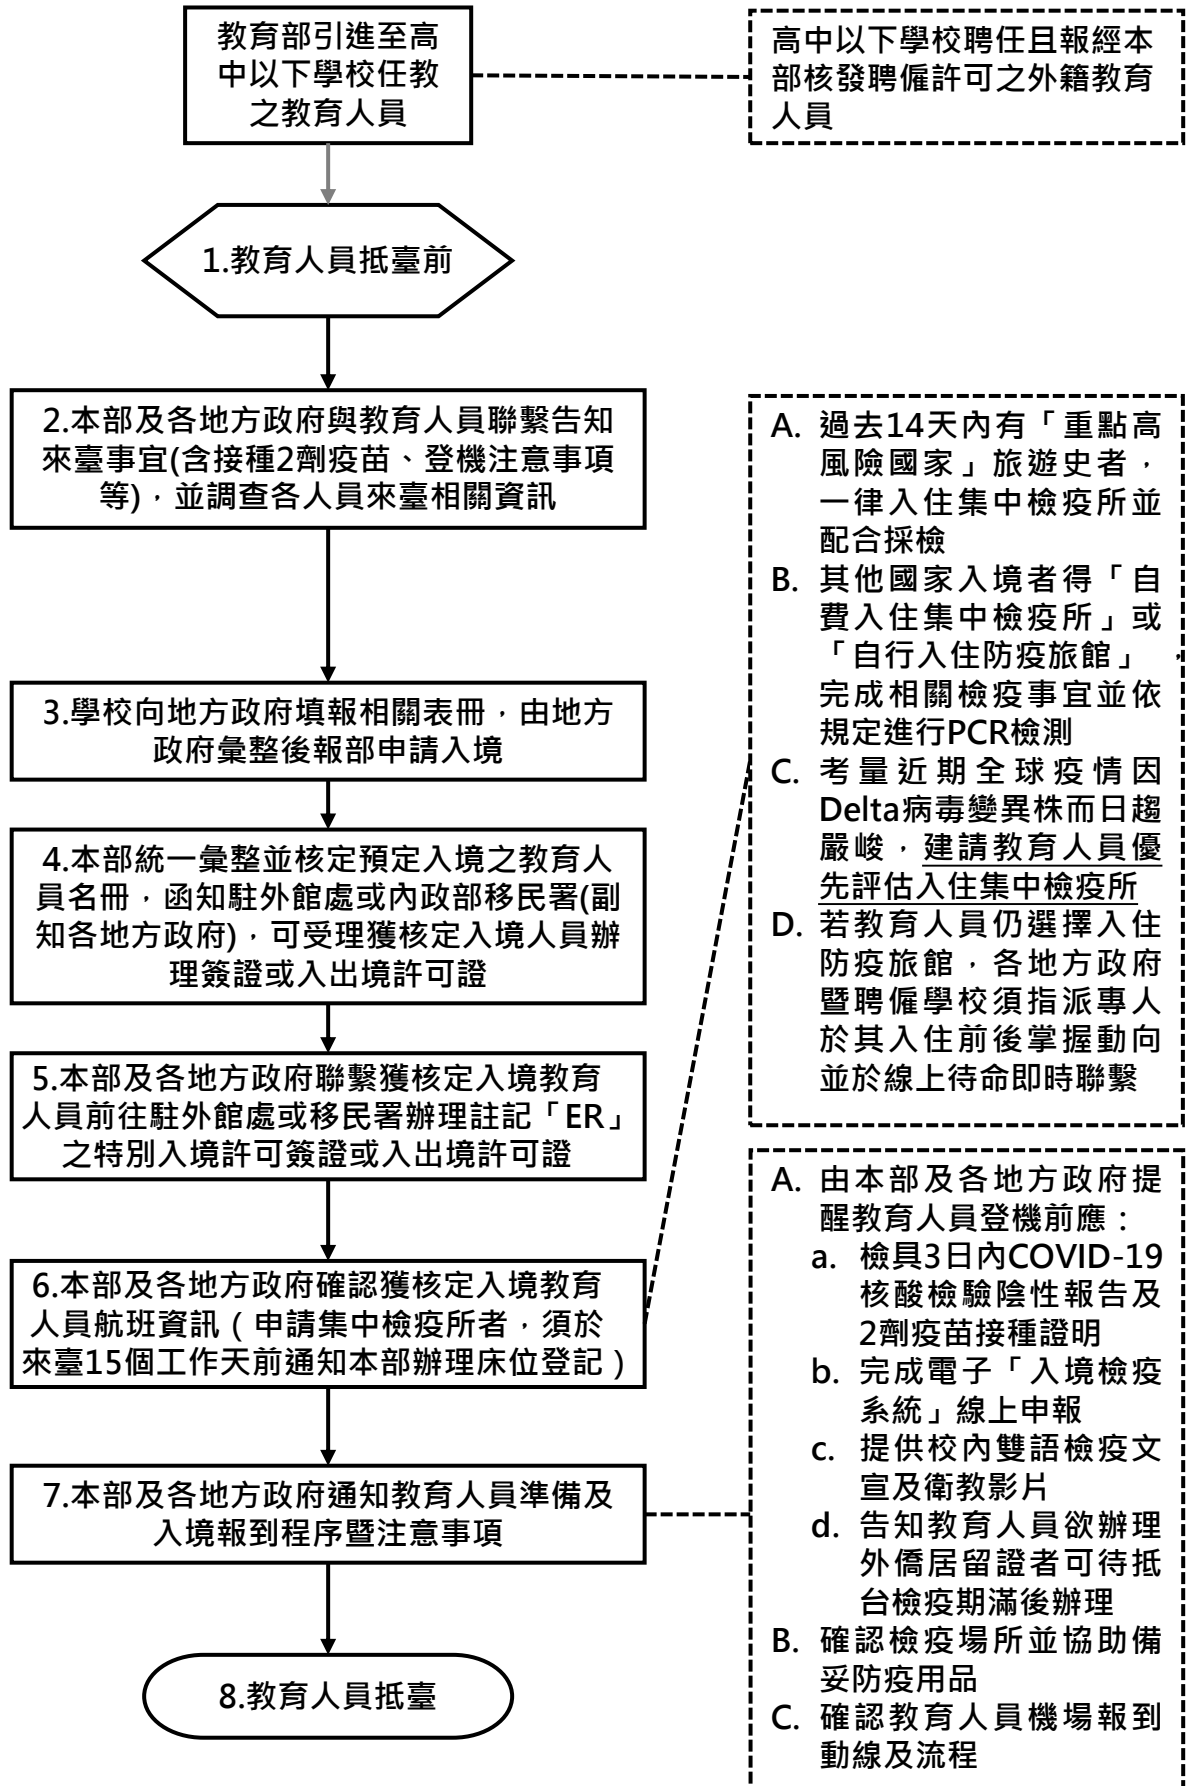 教育部引進至高
中以下學校任教
之教育人員
高中以下學校聘任且報經本
部核發聘僱許可之外籍教育
人員
1.教育人員抵臺前
2.本部及各地方政府與教育人員聯繫告知
來臺事宜(含接種2劑疫苗、登機注意事項
等)，並調查各人員來臺相關資訊
3.學校向地方政府填報相關表冊，由地方
政府彙整後報部申請入境
4.本部統一彙整並核定預定入境之教育人
員名冊，函知駐外館處或內政部移民署(副
知各地方政府)，可受理獲核定入境人員辦
理簽證或入出境許可證
5.本部及各地方政府聯繫獲核定入境教育
人員前往駐外館處或移民署辦理註記「ER」
之特別入境許可簽證或入出境許可證
6.本部及各地方政府確認獲核定入境教育
人員航班資訊（申請集中檢疫所者，須於
來臺15個工作天前通知本部辦理床位登記）
7.本部及各地方政府通知教育人員準備及
入境報到程序暨注意事項
8.教育人員抵臺
A. 過去14天內有「重點高
風險國家」旅遊史者，
一律入住集中檢疫所並
配合採檢
B. 其他國家入境者得「自
費入住集中檢疫所」或
「自行入住防疫旅館」，
完成相關檢疫事宜並依
規定進行PCR檢測
C. 考量近期全球疫情因
Delta病毒變異株而日趨
嚴峻，建請教育人員優
先評估入住集中檢疫所
D. 若教育人員仍選擇入住
防疫旅館，各地方政府
暨聘僱學校須指派專人
於其入住前後掌握動向
並於線上待命即時聯繫
A. 由本部及各地方政府提
醒教育人員登機前應：
a. 檢具3日內COVID-19
核酸檢驗陰性報告及
2劑疫苗接種證明
b. 完成電子「入境檢疫
系統」線上申報
c. 提供校內雙語檢疫文
宣及衛教影片
d. 告知教育人員欲辦理
外僑居留證者可待抵
台檢疫期滿後辦理
B. 確認檢疫場所並協助備
妥防疫用品
C. 確認教育人員機場報到
動線及流程